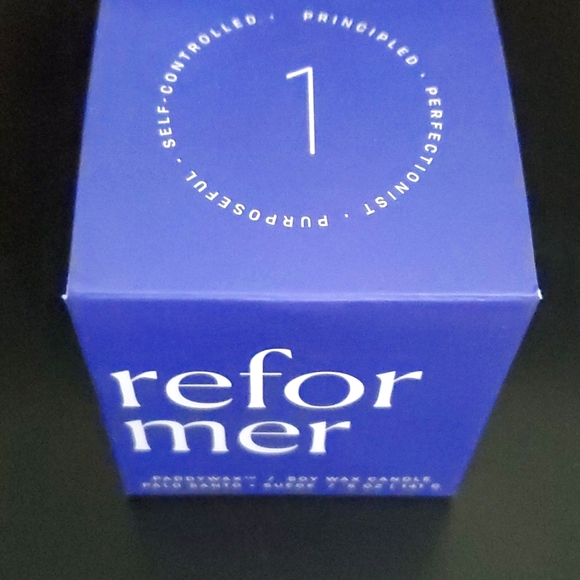 PRINCIPLED · PERFECTIONIST · PURPOSEFUL · SELF-CONTROLLED ·
1
refor
mer
PADDYWAX™ / SOY WAX CANDLE
PALO SANTO + SUEDE / 5 OZ | 141 G